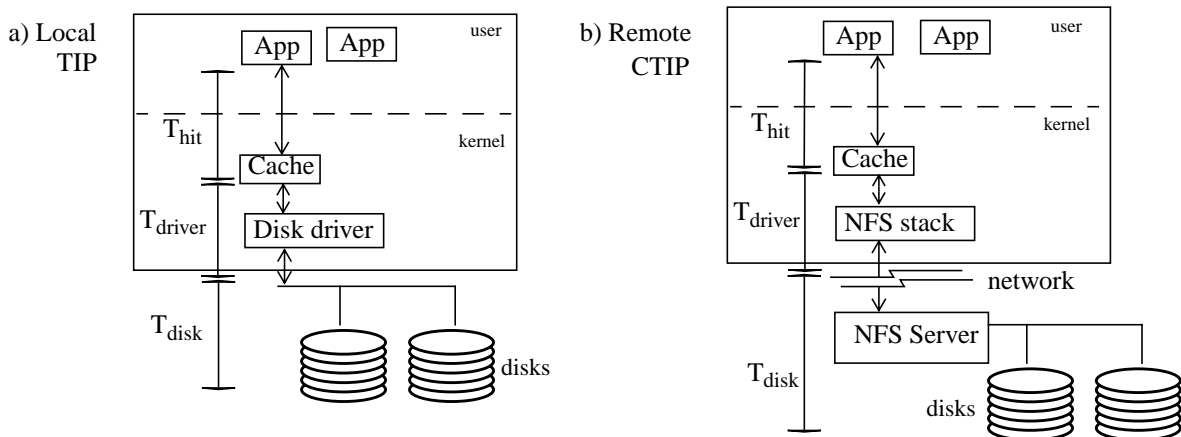 a) Local
TIP
user
App
App
T_hit
kernel
Cache
T_driver
Disk driver
T_disk
disks
b) Remote
CTIP
user
App
App
T_hit
kernel
Cache
T_driver
NFS stack
network
NFS Server
T_disk
disks